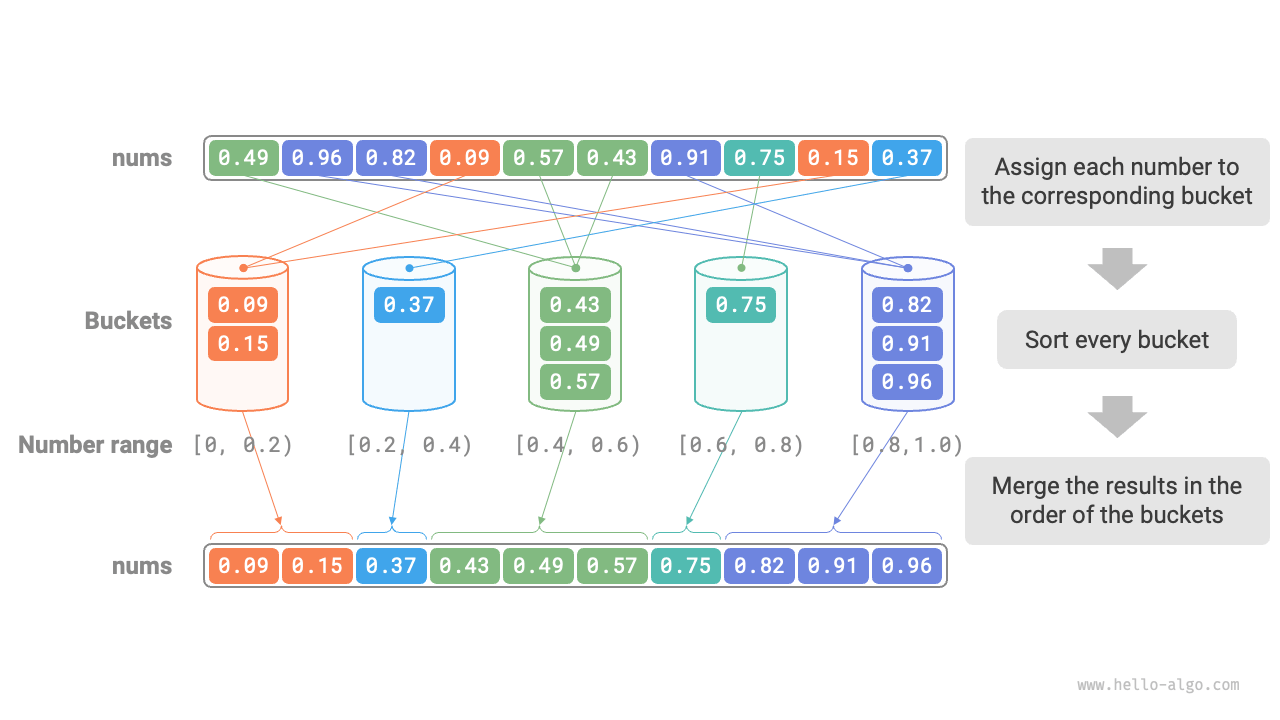 nums 0.49 0.96 0.82 0.09 0.57 0.43 0.91 0.75 0.15 0.37
Assign each number to
the corresponding bucket
Buckets
0.09 0.37 0.43 0.75 0.82
0.15 0.49 0.91
0.57 0.96
Sort every bucket
Number range [0, 0.2) [0.2, 0.4) [0.4, 0.6) [0.6, 0.8) [0.8,1.0)
Merge the results in the
order of the buckets
nums 0.09 0.15 0.37 0.43 0.49 0.57 0.75 0.82 0.91 0.96
www.hello-algo.com